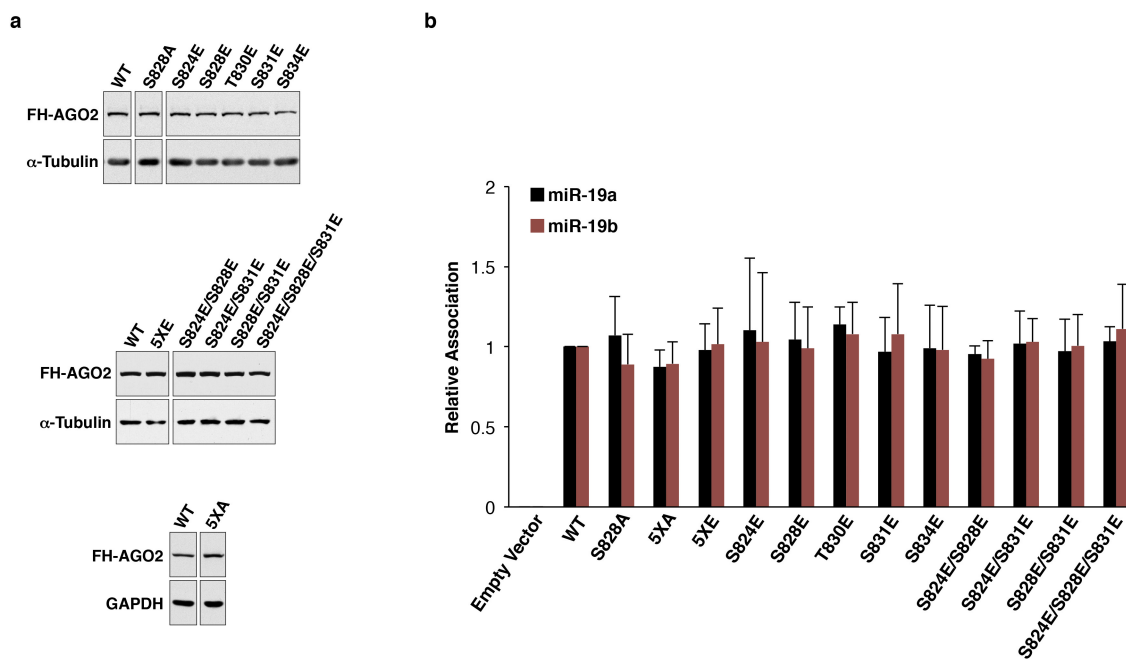 a
WT
S828A
S824E
S828E
T830E
S831E
S834E
FH-AGO2
α-Tubulin
WT
5XE
S824E/S828E
S824E/S831E
S828E/S831E
S824E/S828E/S831E
FH-AGO2
α-Tubulin
WT
5XA
FH-AGO2
GAPDH
b
2
1.5
1
0.5
0
Relative Association
miR-19a
miR-19b
Empty Vector
WT
S828A
5XA
5XE
S824E
S828E
T830E
S831E
S834E
S824E/S828E
S824E/S831E
S828E/S831E
S824E/S828E/S831E